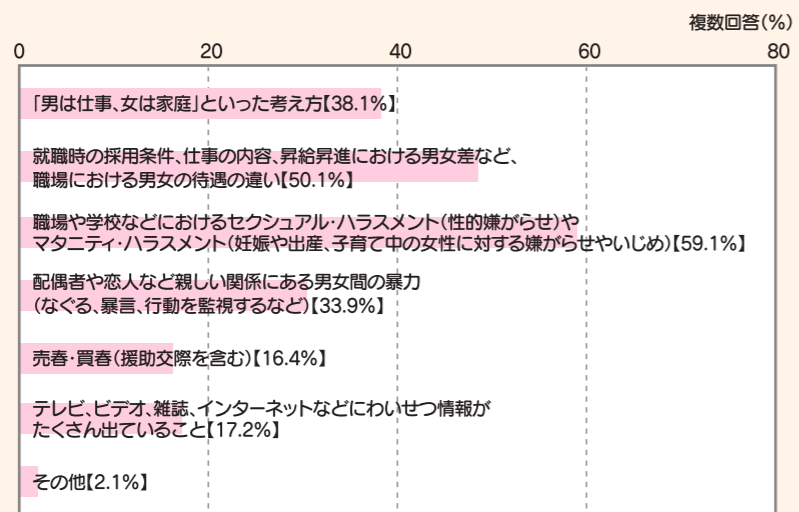 複数回答(%)
0 20 40 60 80
「男は仕事、女は家庭」といった考え方【38.1%】
就職時の採用条件、仕事の内容、昇給昇進における男女差など、
職場における男女の待遇の違い【50.1%】
職場や学校などにおけるセクシュアル・ハラスメント(性的嫌がらせ)や
マタニティ・ハラスメント(妊娠や出産、子育て中の女性に対する嫌がらせやいじめ)【59.1%】
配偶者や恋人など親しい関係にある男女間の暴力
(なぐる、暴言、行動を監視するなど)【33.9%】
売春・買春(援助交際を含む)【16.4%】
テレビ、ビデオ、雑誌、インターネットなどにわいせつ情報が
たくさん出ていること【17.2%】
その他【2.1%】